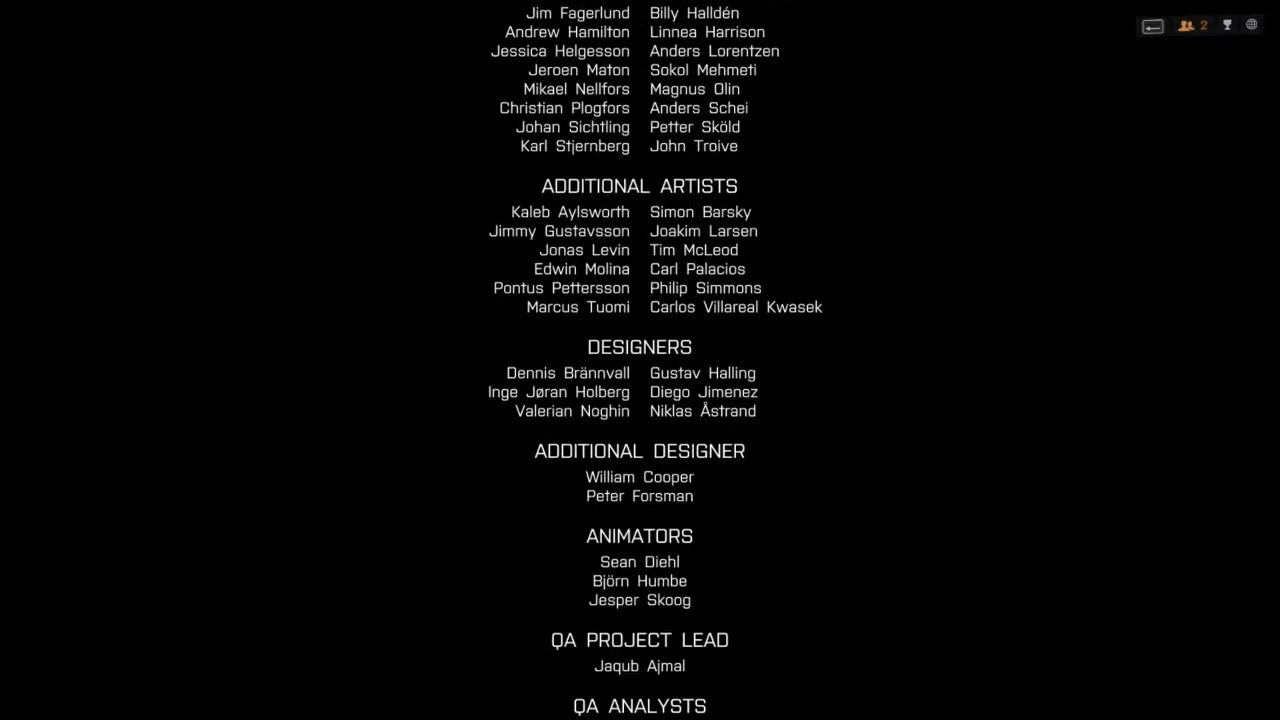 Jim Fagerlund Billy Halldén
Andrew Hamilton Linnea Harrison
Jessica Helgesson Anders Lorentzen
Jeroen Maton Sokol Mehmeti
Mikael Nellfors Magnus Olin
Christian Plogfors Anders Schei
Johan Sichtling Petter Sköld
Karl Stjernberg John Troive
ADDITIONAL ARTISTS
Kaleb Aylsworth Simon Barsky
Jimmy Gustavsson Joakim Larsen
Jonas Levin Tim McLeod
Edwin Molina Carl Palacios
Pontus Pettersson Philip Simmons
Marcus Tuomi Carlos Villareal Kwasek
DESIGNERS
Dennis Brännvall Gustav Halling
Inge Jøran Holberg Diego Jimenez
Valerian Noghin Niklas Åstrand
ADDITIONAL DESIGNER
William Cooper
Peter Forsman
ANIMATORS
Sean Diehl
Björn Humbe
Jesper Skoog
QA PROJECT LEAD
Jaqub Ajmal
QA ANALYSTS
2